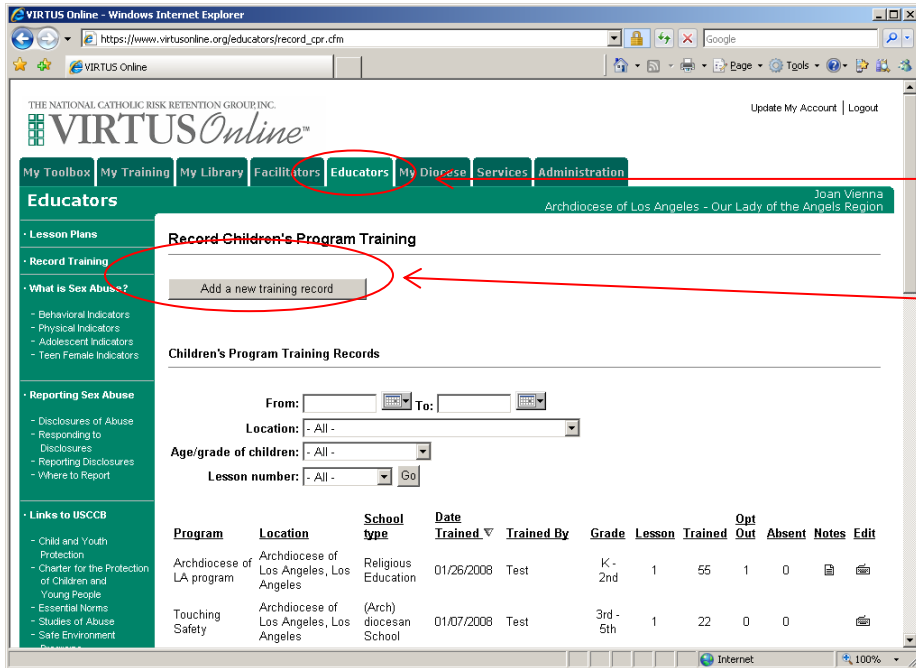 VIRTUS Online - Windows Internet Explorer
https://www.virtusonline.org/educators/record_cpr.cfm
Google
VIRTUS Online
Page
Tools
THE NATIONAL CATHOLIC RISK RETENTION GROUP, INC.
VIRTUS Online™
Update My Account | Logout
My Toolbox My Training My Library Facilitators Educators My Diocese Services Administration
Educators
Joan Vienna
Archdiocese of Los Angeles - Our Lady of the Angels Region
· Lesson Plans
· Record Training
· What is Sex Abuse?
- Behavioral Indicators
- Physical Indicators
- Adolescent Indicators
- Teen Female Indicators
· Reporting Sex Abuse
- Disclosures of Abuse
- Responding to
Disclosures
- Reporting Disclosures
- Where to Report
· Links to USCCB
- Child and Youth
Protection
- Charter for the Protection
of Children and
Young People
- Essential Norms
- Studies of Abuse
- Safe Environment
Record Children's Program Training
Add a new training record
Children's Program Training Records
From: To:
Location: - All -
Age/grade of children: - All -
Lesson number: - All - Go
Program Location School type Date Trained Trained By Grade Lesson Trained Opt Out Absent Notes Edit
Archdiocese of LA program Archdiocese of Los Angeles, Los Angeles Religious Education 01/26/2008 Test K - 2nd 1 55 1 0
Touching Safety Archdiocese of Los Angeles, Los Angeles (Arch) diocesan School 01/07/2008 Test 3rd - 5th 1 22 0 0
Internet
100%